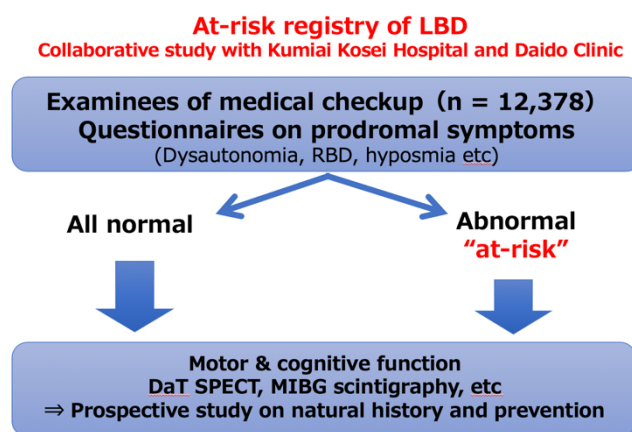 At-risk registry of LBD
Collaborative study with Kumiai Kosei Hospital and Daido Clinic
Examinees of medical checkup（n = 12,378）
Questionnaires on prodromal symptoms
(Dysautonomia, RBD, hyposmia etc)
All normal
Abnormal
“at-risk”
Motor & cognitive function
DaT SPECT, MIBG scintigraphy, etc
⇒ Prospective study on natural history and prevention